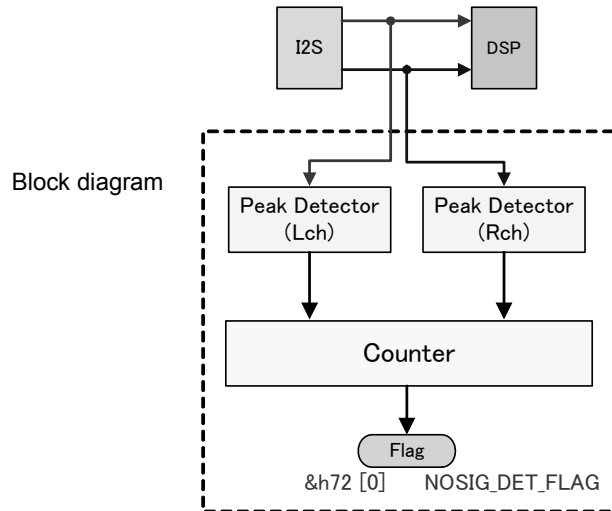 I2S
DSP
Block diagram
Peak Detector
(Lch)
Peak Detector
(Rch)
Counter
Flag
&h72 [0] NOSIG_DET_FLAG